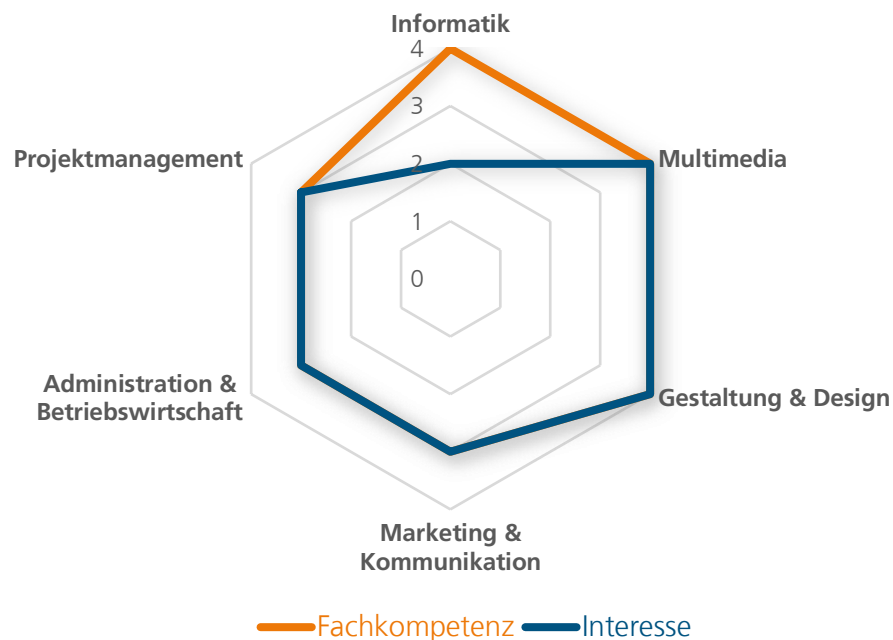 Informatik
4
3
Projektmanagement
2
Multimedia
1
0
Administration &
Betriebswirtschaft
Gestaltung & Design
Marketing &
Kommunikation
Fachkompetenz
Interesse